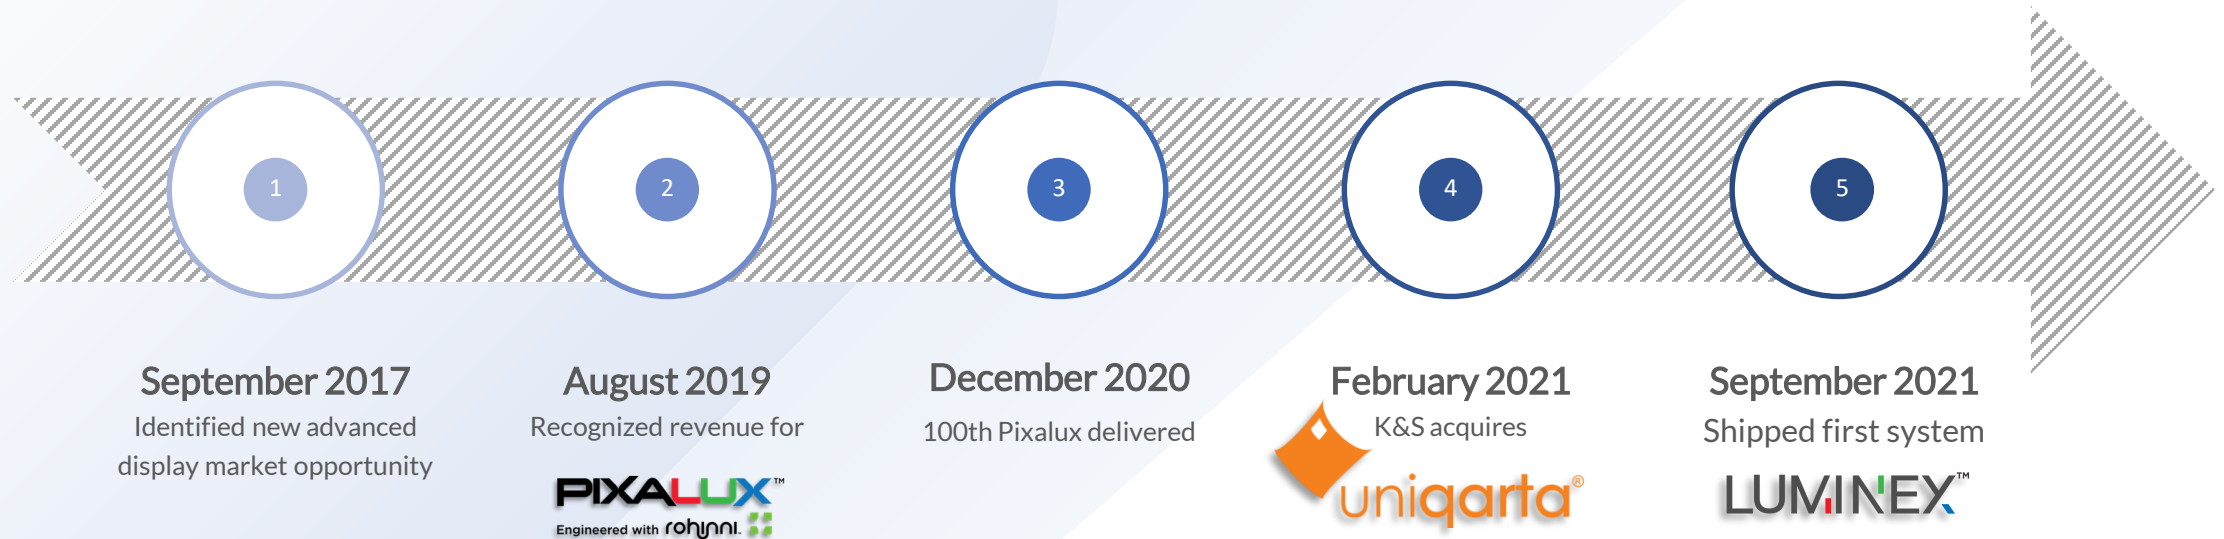 1
2
3
4
5
September 2017
Identified new advanced
display market opportunity
August 2019
Recognized revenue for
PIXALUX™
Engineered with rohinni.
December 2020
100th Pixalux delivered
February 2021
K&S acquires
uniqarta®
September 2021
Shipped first system
LUMINEX™